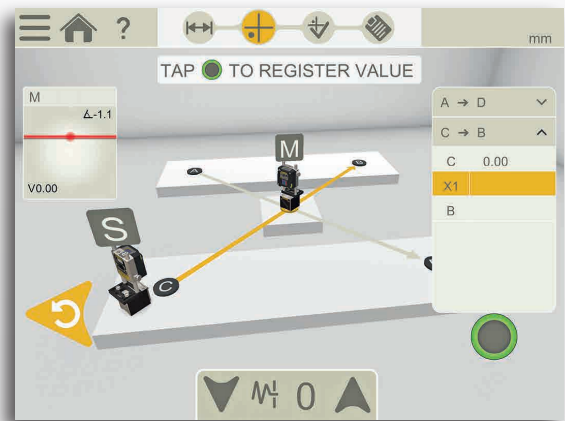 ?
mm
TAP TO REGISTER VALUE
M
∡-1.1
V0.00
A → D
C → B
C 0.00
X1
B
M
S
A
B
C
0